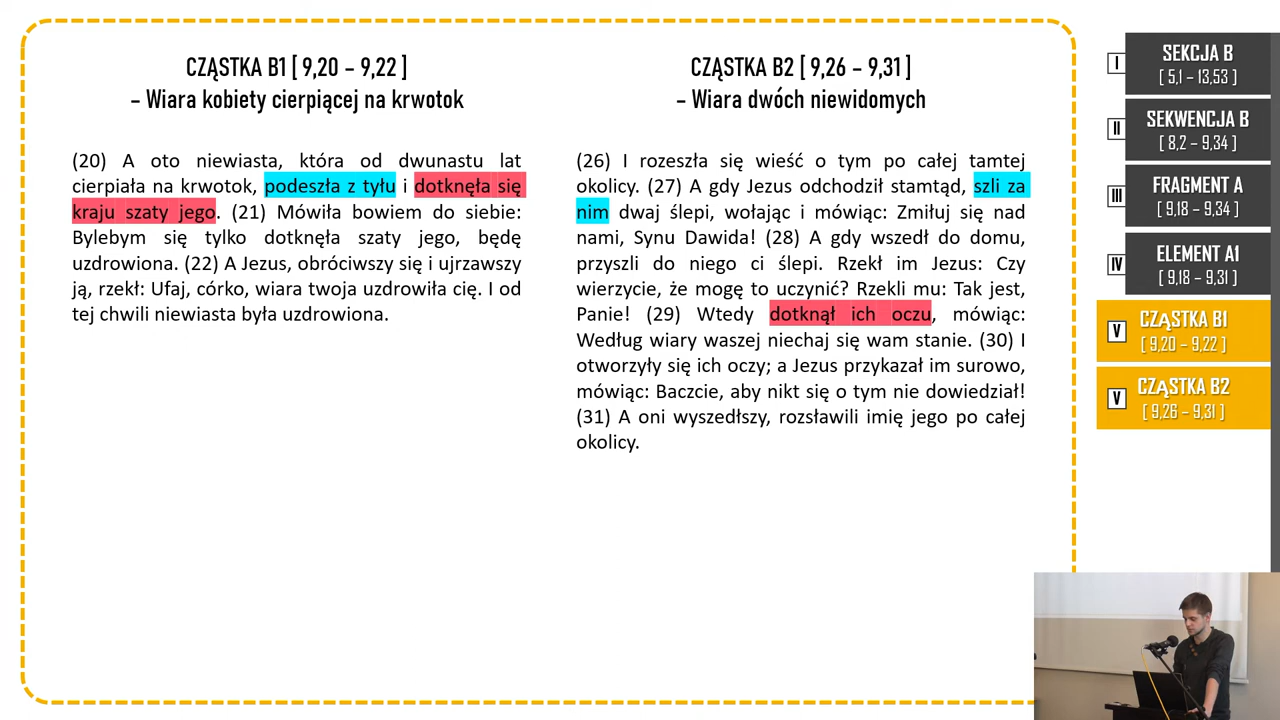 CZĄSTKA B1 [ 9,20 – 9,22 ]
– Wiara kobiety cierpiącej na krwotok
(20) A oto niewiasta, która od dwunastu lat
cierpiała na krwotok, podeszła z tyłu i dotknęła się
kraju szaty jego. (21) Mówiła bowiem do siebie:
Bylebym się tylko dotknęła szaty jego, będę
uzdrowiona. (22) A Jezus, obróciwszy się i ujrzawszy
ją, rzekł: Ufaj, córko, wiara twoja uzdrowiła cię. I od
tej chwili niewiasta była uzdrowiona.
CZĄSTKA B2 [ 9,26 – 9,31 ]
– Wiara dwóch niewidomych
(26) I rozeszła się wieść o tym po całej tamtej
okolicy. (27) A gdy Jezus odchodził stamtąd, szli za
nim dwaj ślepi, wołając i mówiąc: Zmiłuj się nad
nami, Synu Dawida! (28) A gdy wszedł do domu,
przyszli do niego ci ślepi. Rzekł im Jezus: Czy
wierzycie, że mogę to uczynić? Rzekli mu: Tak jest,
Panie! (29) Wtedy dotknął ich oczu, mówiąc:
Według wiary waszej niechaj się wam stanie. (30) I
otworzyły się ich oczy; a Jezus przykazał im surowo,
mówiąc: Baczcie, aby nikt się o tym nie dowiedział!
(31) A oni wyszedłszy, rozsławili imię jego po całej
okolicy.
I
SEKCJA B
[ 5,1 – 13,53 ]
II
SEKWENCJA B
[ 8,2 – 9,34 ]
III
FRAGMENT A
[ 9,18 – 9,34 ]
IV
ELEMENT A1
[ 9,18 – 9,31 ]
V
CZĄSTKA B1
[ 9,20 – 9,22 ]
V
CZĄSTKA B2
[ 9,26 – 9,31 ]